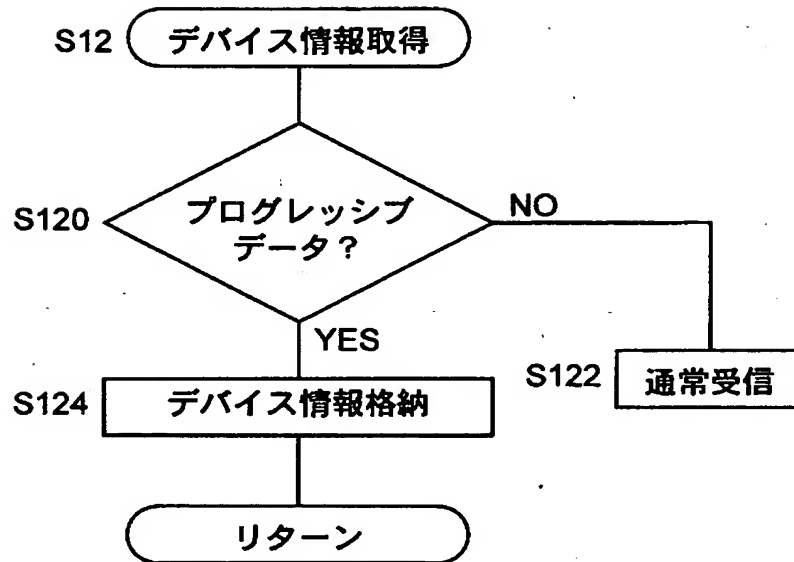 S12 デバイス情報取得
S120 プログレッシブ
データ？
NO
YES
S124 デバイス情報格納
S122 通常受信
リターン